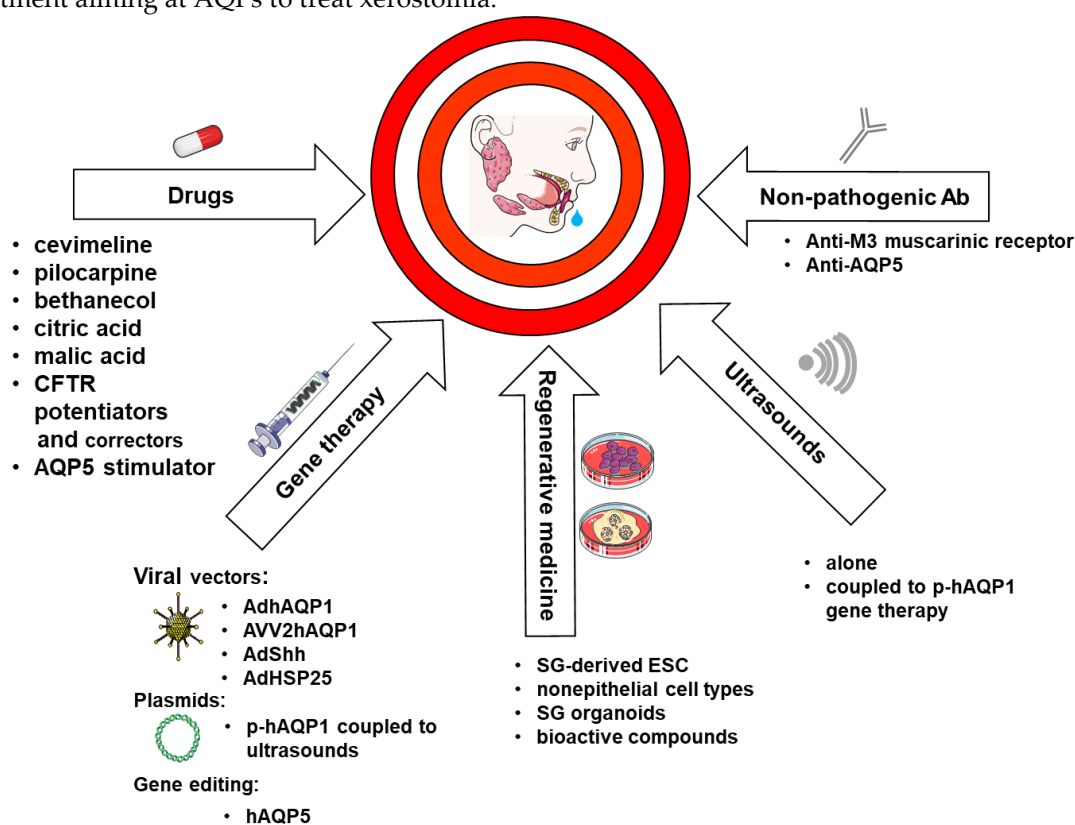 tment aiming at AQPs to treat xerostomia.
Drugs
• cevimeline
• pilocarpine
• bethanecol
• citric acid
• malic acid
• CFTR
potentiators
and correctors
• AQP5 stimulator
Non-pathogenic Ab
• Anti-M3 muscarinic receptor
• Anti-AQP5
Gene therapy
Viral vectors:
• AdhAQP1
• AVV2hAQP1
• AdShh
• AdHSP25
Plasmids:
• p-hAQP1 coupled to
ultrasounds
Gene editing:
• hAQP5
Regenerative medicine
• SG-derived ESC
• nonepithelial cell types
• SG organoids
• bioactive compounds
Ultrasounds
• alone
• coupled to p-hAQP1
gene therapy